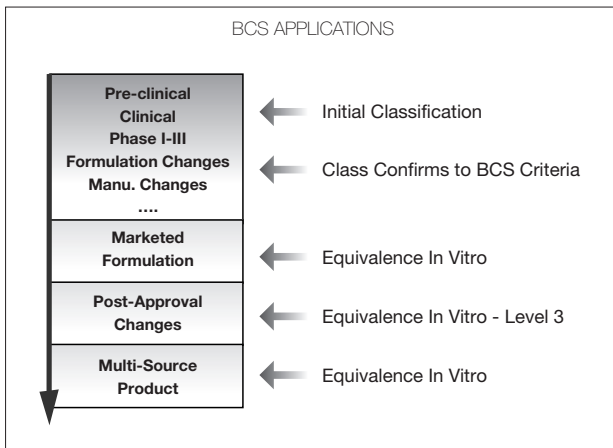 BCS APPLICATIONS
Pre-clinical
Clinical
Phase I-III
Formulation Changes
Manu. Changes
....
Initial Classification
Class Confirms to BCS Criteria
Marketed
Formulation
Equivalence In Vitro
Post-Approval
Changes
Equivalence In Vitro - Level 3
Multi-Source
Product
Equivalence In Vitro